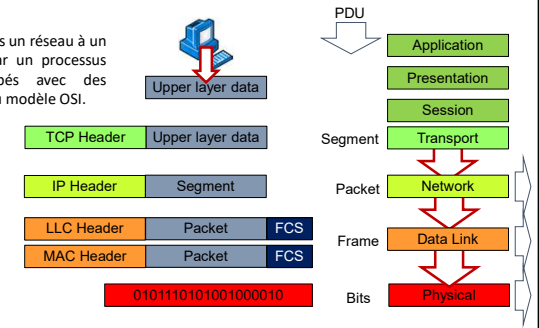 s un réseau à un
ar un processus
pés avec des
u modèle OSI.
Upper layer data
TCP Header Upper layer data
IP Header Segment
LLC Header Packet FCS
MAC Header Packet FCS
0101110101001000010
PDU
Application
Presentation
Session
Segment Transport
Packet Network
Frame Data Link
Bits Physical